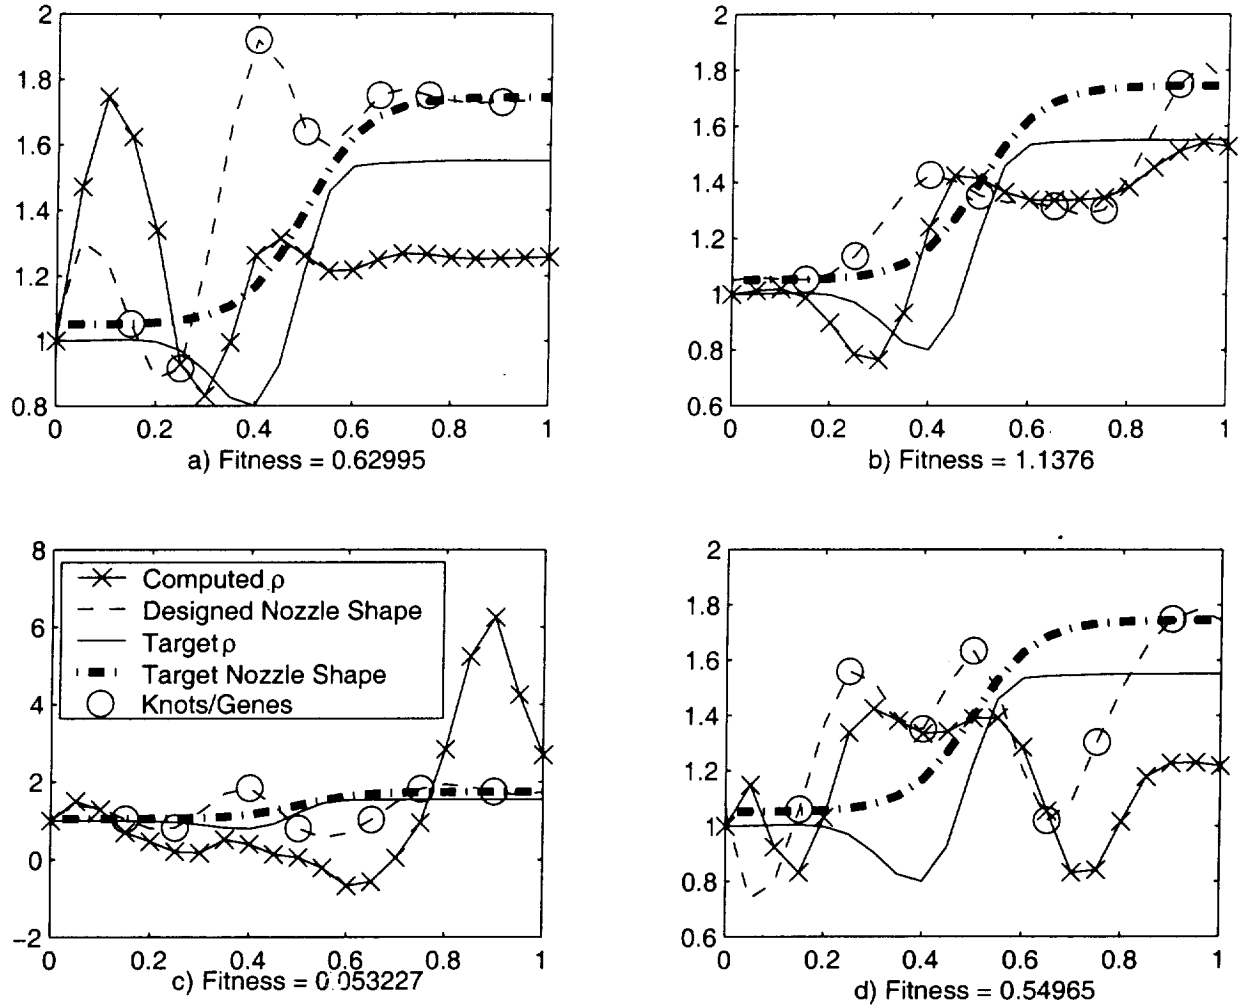 2
1.8
1.6
1.4
1.2
1
0.8
0 0.2 0.4 0.6 0.8 1
a) Fitness = 0.62995
2
1.8
1.6
1.4
1.2
1
0.8
0.6
0 0.2 0.4 0.6 0.8 1
b) Fitness = 1.1376
8
6
4
2
0
−2
Computed ρ
Designed Nozzle Shape
Target ρ
Target Nozzle Shape
Knots/Genes
0 0.2 0.4 0.6 0.8 1
c) Fitness = 0.053227
2
1.8
1.6
1.4
1.2
1
0.8
0.6
0 0.2 0.4 0.6 0.8 1
d) Fitness = 0.54965